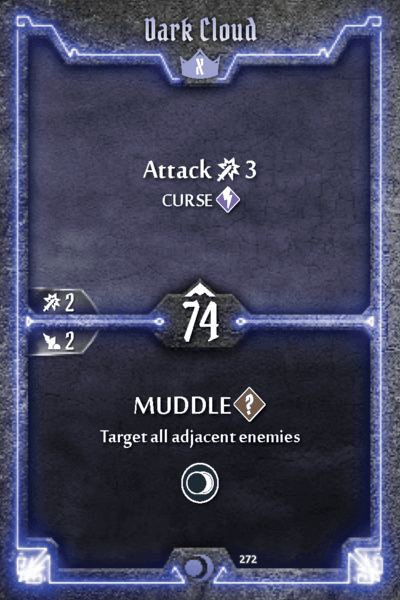 Dark Cloud
X
Attack 3
CURSE
2
74
2
MUDDLE ?
Target all adjacent enemies
272